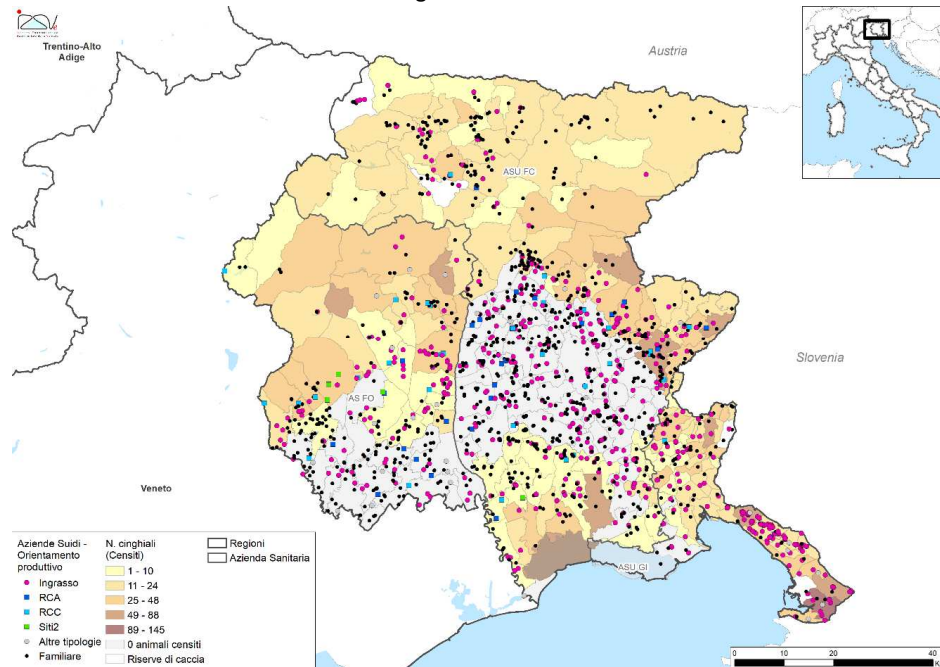 Trentino-Alto
Adige
Austria
ASU FC
Slovenia
AS FO
Veneto
ASU GI
Aziende Suidi -
Orientamento
produttivo
Ingrasso
RCA
RCC
Siti2
Altre tipologie
Familiare
N. cinghiali
(Censiti)
1 - 10
11 - 24
25 - 48
49 - 88
89 - 145
0 animali censiti
Riserve di caccia
Regioni
Azienda Sanitaria
0 10 20 40